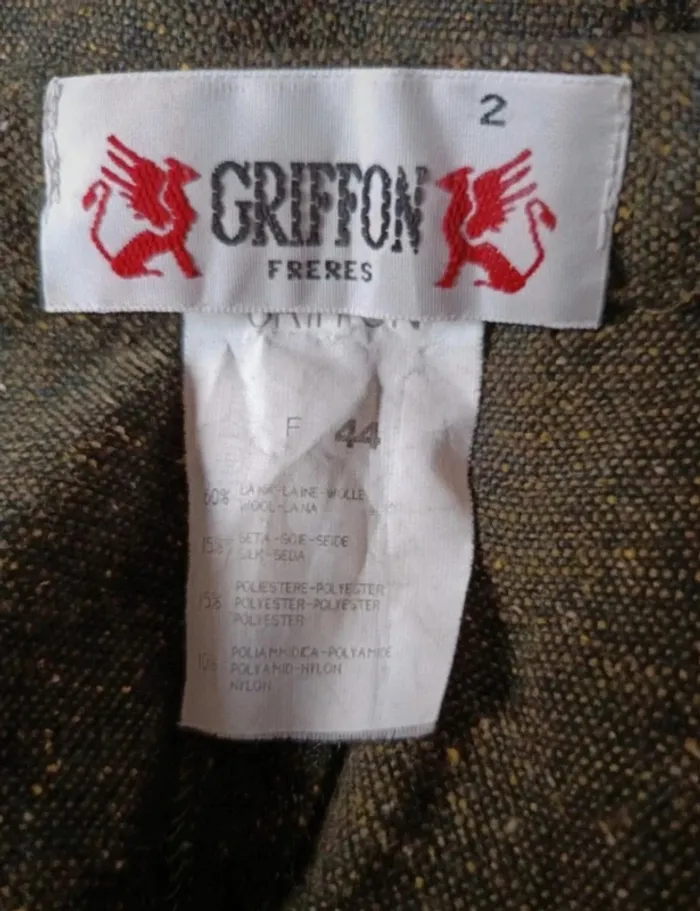 2
GRIFFON
FRERES
GRIFFON
F 44
60% LANA-LAINE-WOLLE
WOOL-LANA
15% SETA-SOIE-SEIDE
SILK-SEDA
15% POLIESTERE-POLYESTER
POLYESTER-POLYESTER
POLYESTER
10% POLIAMMIDICA-POLYAMIDE
POLYAMID-NYLON
NYLON